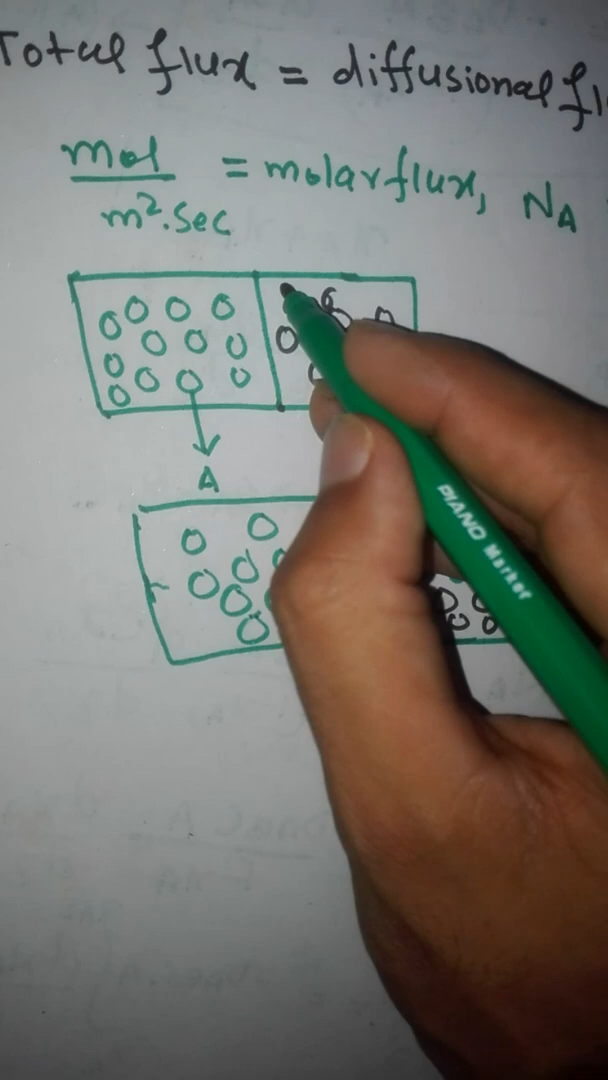 Total flux = diffusional
mol / m².sec = molar flux, NA
A
PIANO Marker